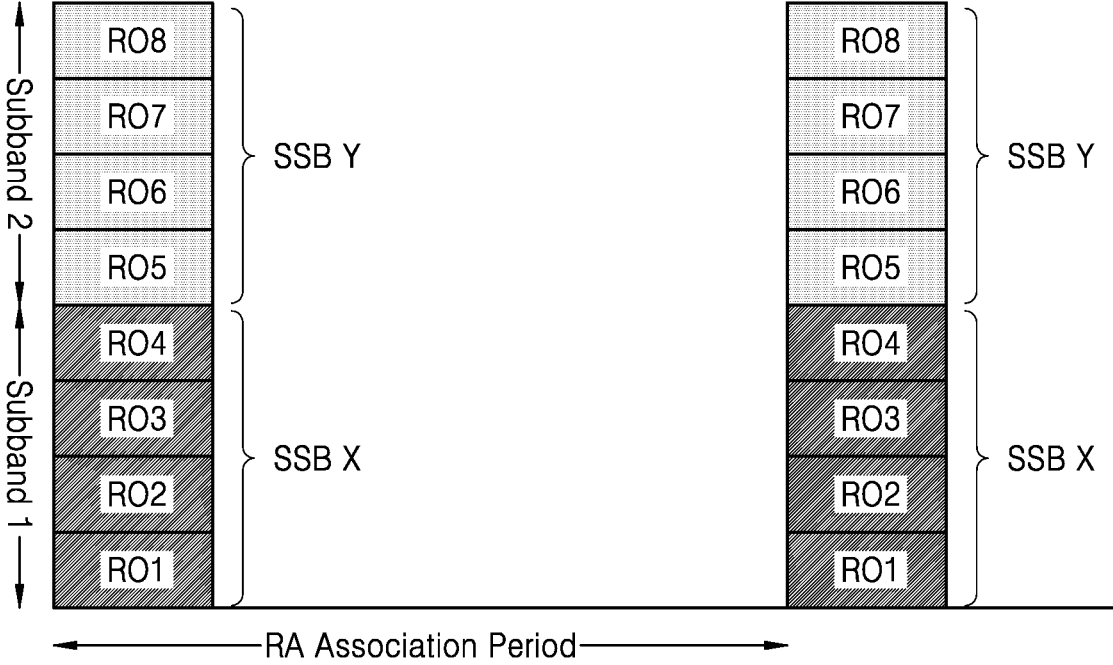 Subband 2
Subband 1
RO8
RO7
RO6
RO5
RO4
RO3
RO2
RO1
SSB Y
SSB X
RO8
RO7
RO6
RO5
RO4
RO3
RO2
RO1
SSB Y
SSB X
RA Association Period